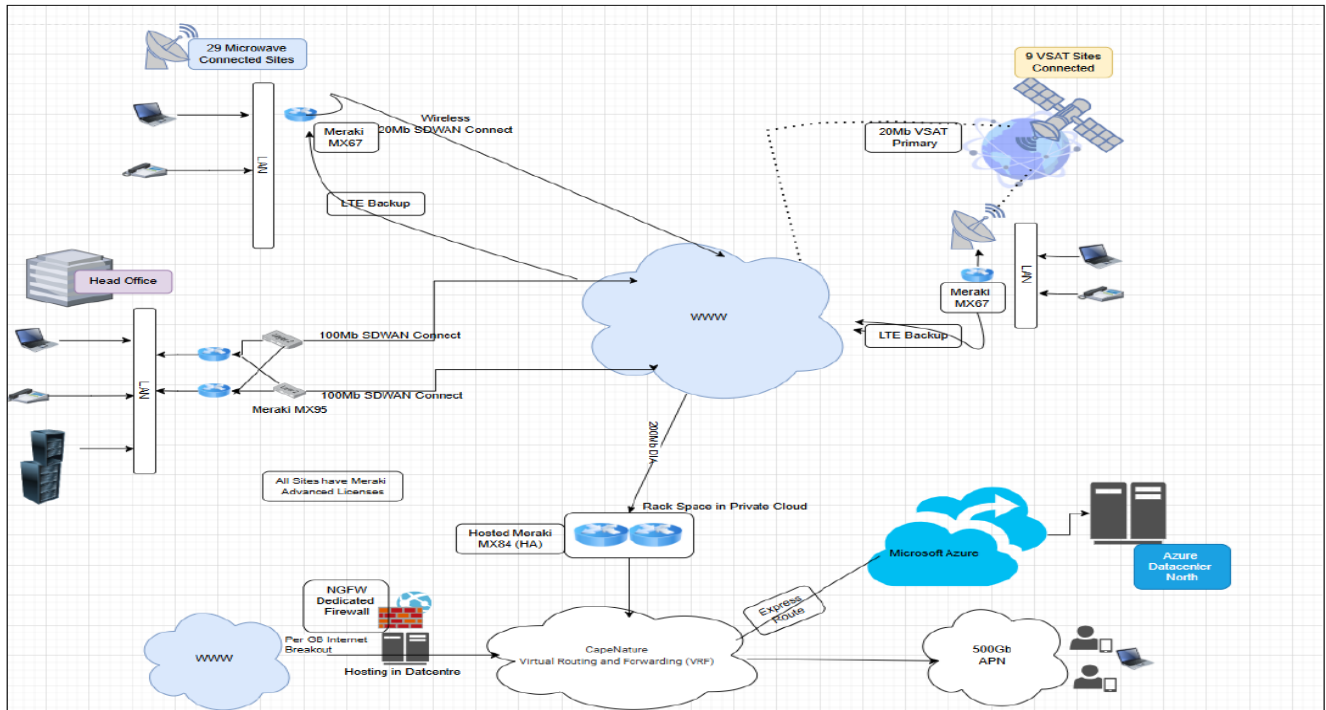 29 Microwave
Connected Sites
9 VSAT Sites
Connected
Wireless
20Mb SDWAN Connect
Meraki
MX67
LAN
LTE Backup
20Mb VSAT
Primary
LAN
Meraki
MX67
LTE Backup
Head Office
www
100Mb SDWAN Connect
LAN
100Mb SDWAN Connect
Meraki MX95
200Mb DIA
All Sites have Meraki
Advanced Licenses
Rack Space in Private Cloud
Hosted Meraki
MX84 (HA)
Microsoft Azure
Azure
Datacenter
North
NGFW
Dedicated
Firewall
Express
Route
www
Per GB Internet
Breakout
Hosting in Datcentre
CapeNature
Virtual Routing and Forwarding (VRF)
500Gb
APN